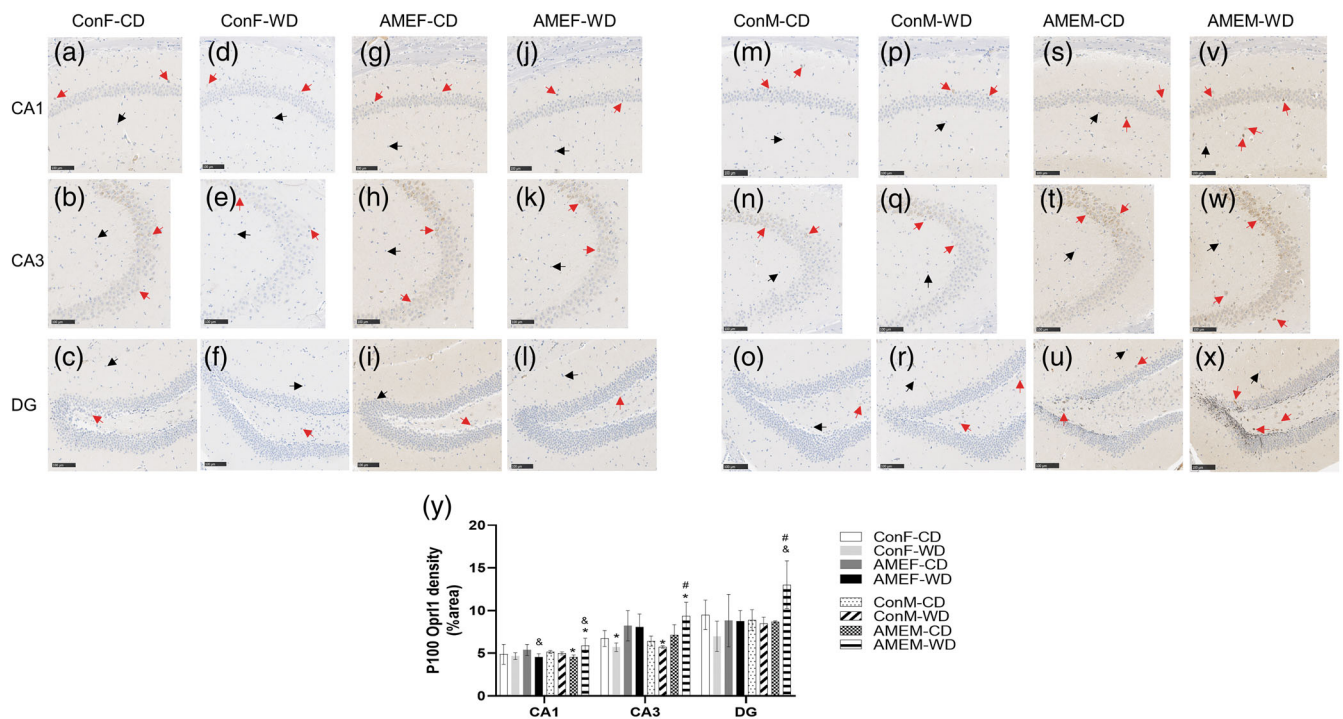 ConF-CD ConF-WD AMEF-CD AMEF-WD ConM-CD ConM-WD AMEM-CD AMEM-WD
(a) (d) (g) (j) (m) (p) (s) (v)
CA1
(b) (e) (h) (k) (n) (q) (t) (w)
CA3
(c) (f) (i) (l) (o) (r) (u) (x)
DG
(y)
P100 Oprl1 density
(%area)
20
15
10
5
0
& & * * * * # * # &
CA1 CA3 DG
ConF-CD
ConF-WD
AMEF-CD
AMEF-WD
ConM-CD
ConM-WD
AMEM-CD
AMEM-WD